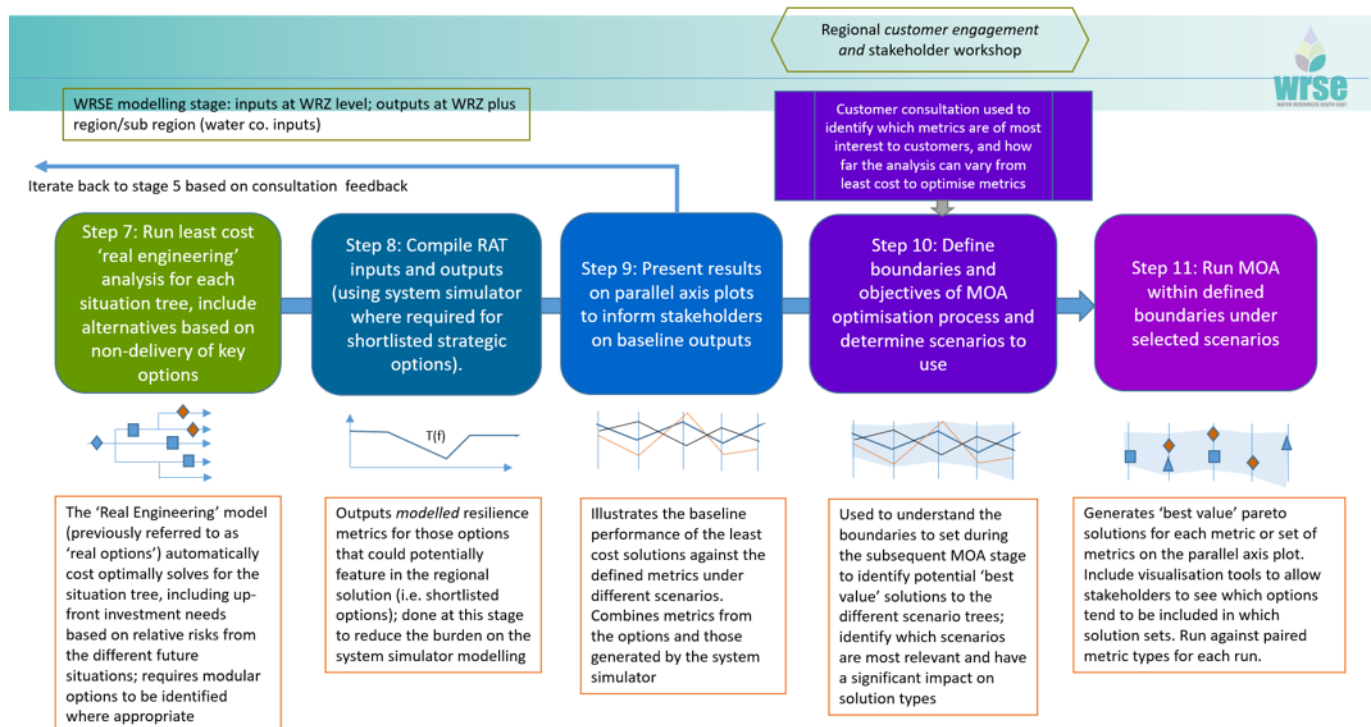 Regional customer engagement
and stakeholder workshop
wrse
WATER RESOURCES SOUTH EAST
WRSE modelling stage: inputs at WRZ level; outputs at WRZ plus
region/sub region (water co. inputs)
Customer consultation used to
identify which metrics are of most
interest to customers, and how
far the analysis can vary from
least cost to optimise metrics
Iterate back to stage 5 based on consultation feedback
Step 7: Run least cost
‘real engineering’
analysis for each
situation tree, include
alternatives based on
non-delivery of key
options
Step 8: Compile RAT
inputs and outputs
(using system simulator
where required for
shortlisted strategic
options).
Step 9: Present results
on parallel axis plots
to inform stakeholders
on baseline outputs
Step 10: Define
boundaries and
objectives of MOA
optimisation process and
determine scenarios to
use
Step 11: Run MOA
within defined
boundaries under
selected scenarios
T(f)
The ‘Real Engineering’ model
(previously referred to as
‘real options’) automatically
cost optimally solves for the
situation tree, including up-
front investment needs
based on relative risks from
the different future
situations; requires modular
options to be identified
where appropriate
Outputs modelled resilience
metrics for those options
that could potentially
feature in the regional
solution (i.e. shortlisted
options); done at this stage
to reduce the burden on the
system simulator modelling
Illustrates the baseline
performance of the least
cost solutions against the
defined metrics under
different scenarios.
Combines metrics from
the options and those
generated by the system
simulator
Used to understand the
boundaries to set during
the subsequent MOA stage
to identify potential ‘best
value’ solutions to the
different scenario trees;
identify which scenarios
are most relevant and have
a significant impact on
solution types
Generates ‘best value’ pareto
solutions for each metric or set of
metrics on the parallel axis plot.
Include visualisation tools to allow
stakeholders to see which options
tend to be included in which
solution sets. Run against paired
metric types for each run.